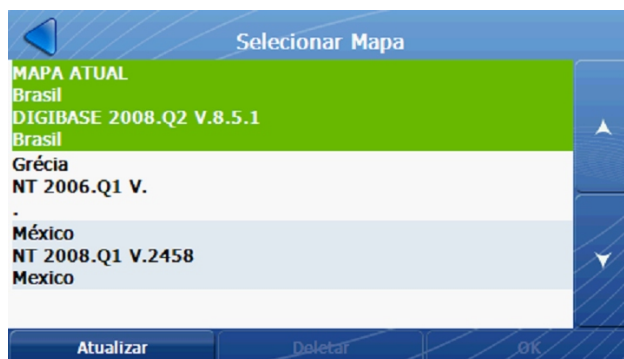 Selecionar Mapa
MAPA ATUAL
Brasil
DIGIBASE 2008.Q2 V.8.5.1
Brasil
Grécia
NT 2006.Q1 V.
.
México
NT 2008.Q1 V.2458
Mexico
Atualizar
Deletar
OK